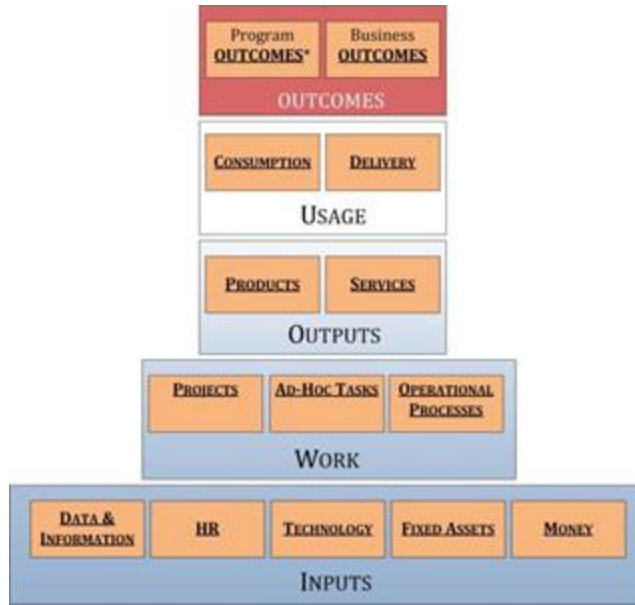 Program Business
OUTCOMES* OUTCOMES
OUTCOMES
CONSUMPTION DELIVERY
USAGE
PRODUCTS SERVICES
OUTPUTS
PROJECTS AD-HOC TASKS OPERATIONAL
PROCESSES
WORK
DATA &
INFORMATION HR TECHNOLOGY FIXED ASSETS MONEY
INPUTS